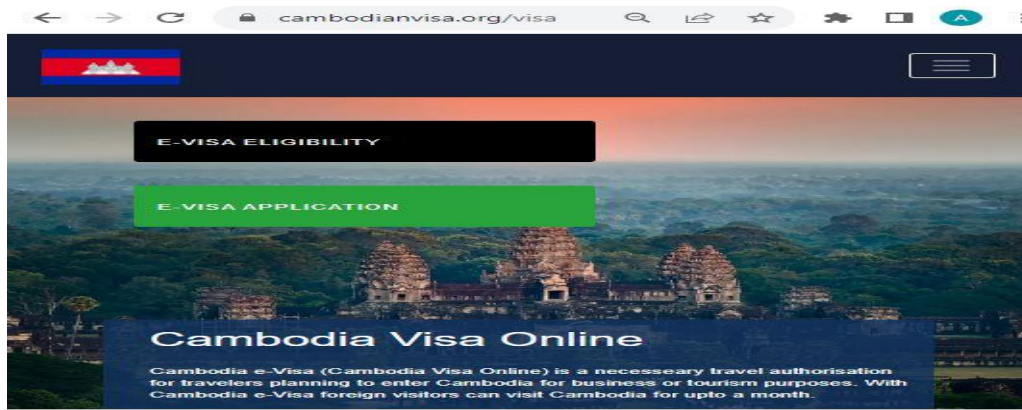 cambodianvisa.org/visa
A
E-VISA ELIGIBILITY
E-VISA APPLICATION
Cambodia Visa Online
Cambodia e-Visa (Cambodia Visa Online) is a necesseary travel authorisation
for travelers planning to enter Cambodia for business or tourism purposes. With
Cambodia e-Visa foreign visitors can visit Cambodia for upto a month.